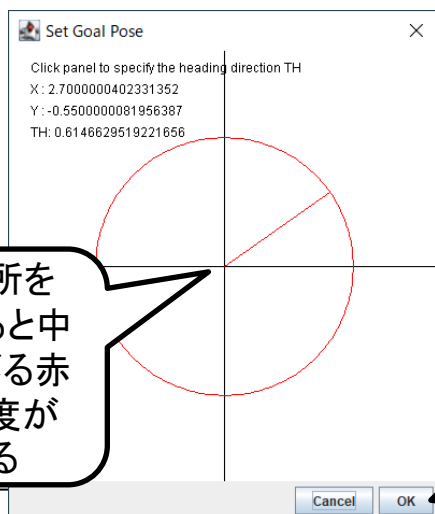 Set Goal Pose
Click panel to specify the heading direction TH
X : 2.7000000402331352
Y : -0.5500000081956387
TH: 0.6146629519221656
所を
ると中
る赤
度が
る
Cancel
OK